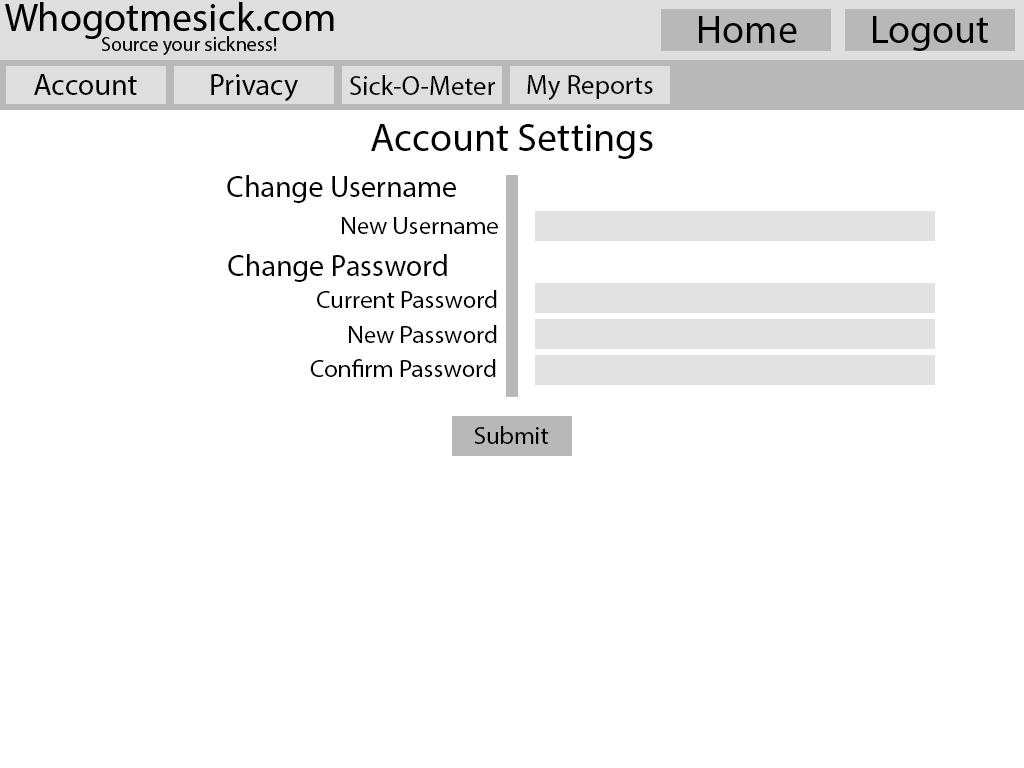 Whogotmesick.com
Source your sickness!
Home
Logout
Account
Privacy
Sick-O-Meter
My Reports
Account Settings
Change Username
New Username
Change Password
Current Password
New Password
Confirm Password
Submit